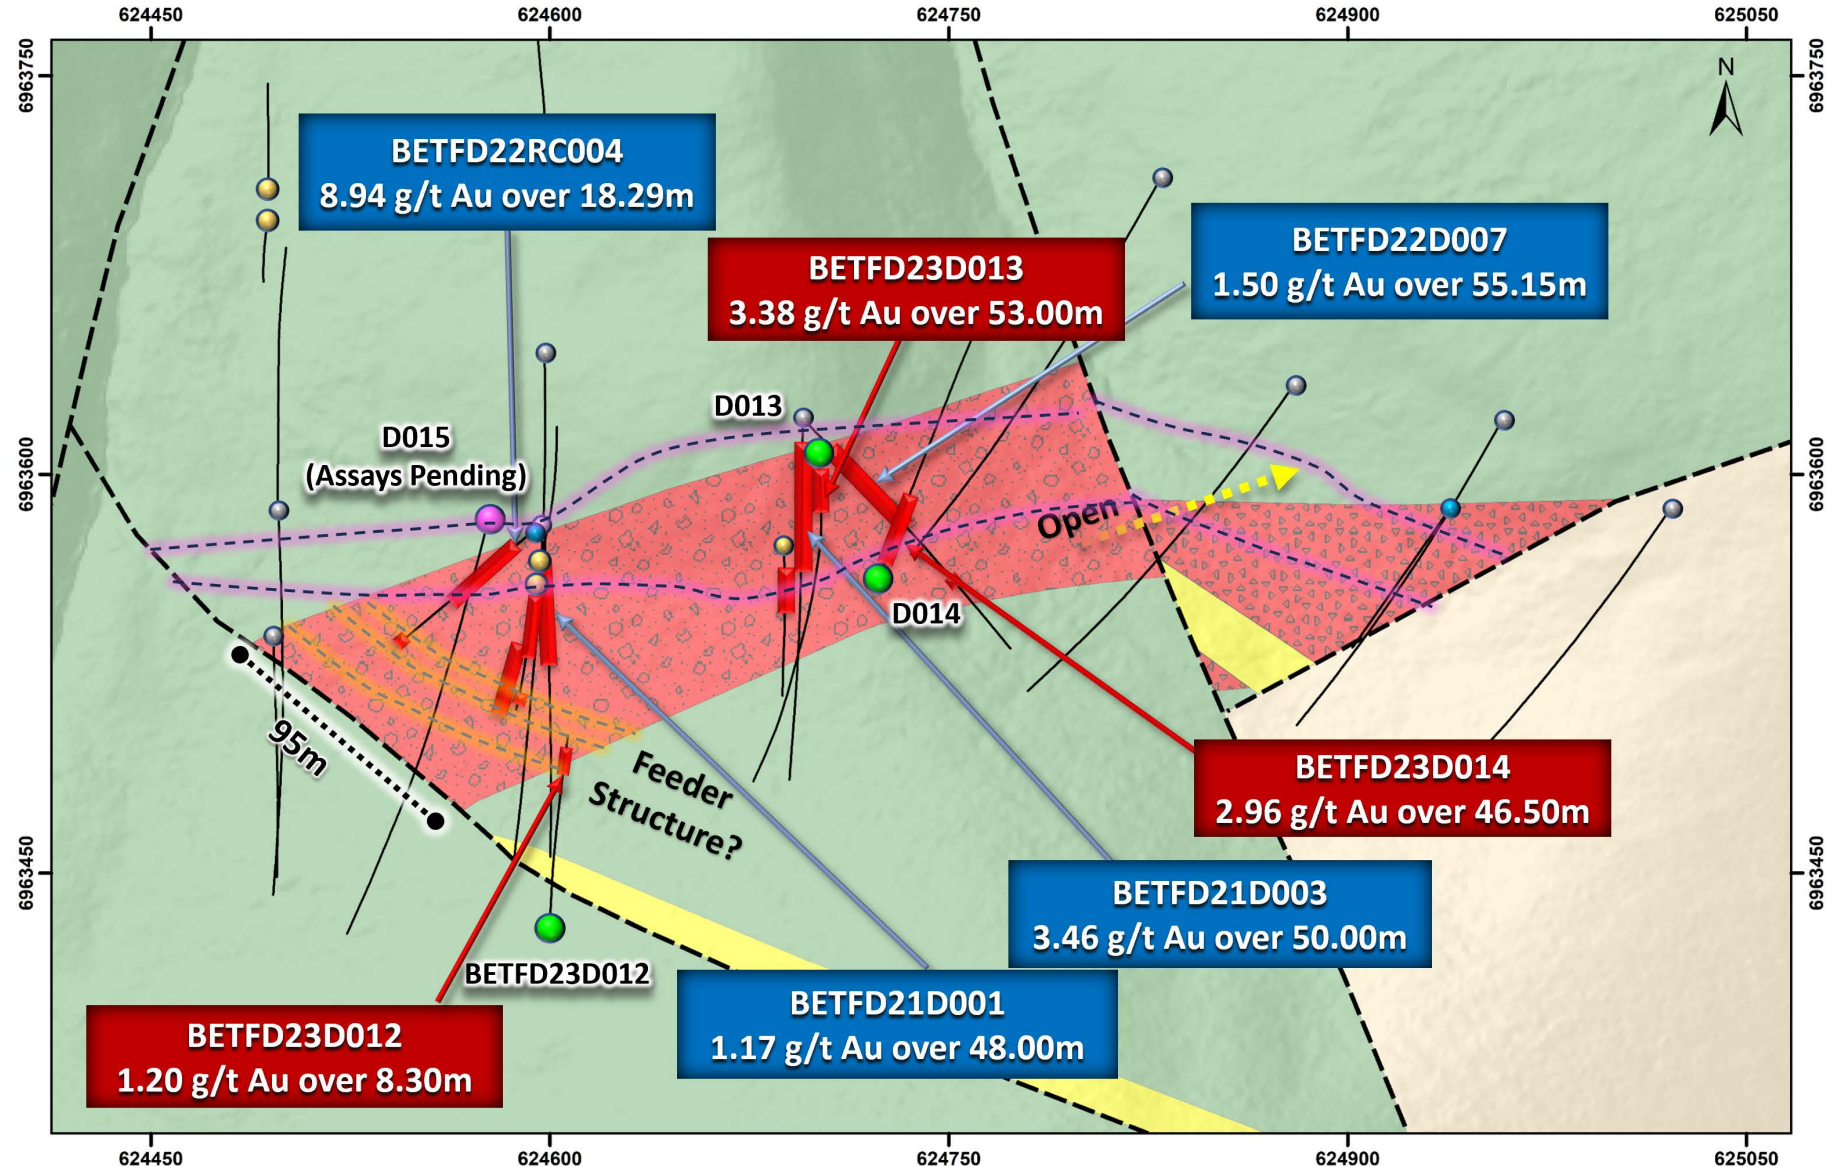 624450
624600
624750
624900
625050
6963750
6963750
N
BETFD22RC004
8.94 g/t Au over 18.29m
BETFD22D007
1.50 g/t Au over 55.15m
BETFD23D013
3.38 g/t Au over 53.00m
D013
D015
(Assays Pending)
6963600
6963600
Open
D014
95m
Feeder
Structure?
BETFD23D014
2.96 g/t Au over 46.50m
6963450
6963450
BETFD21D003
3.46 g/t Au over 50.00m
BETFD23D012
BETFD21D001
1.17 g/t Au over 48.00m
BETFD23D012
1.20 g/t Au over 8.30m
624450
624600
624750
624900
625050